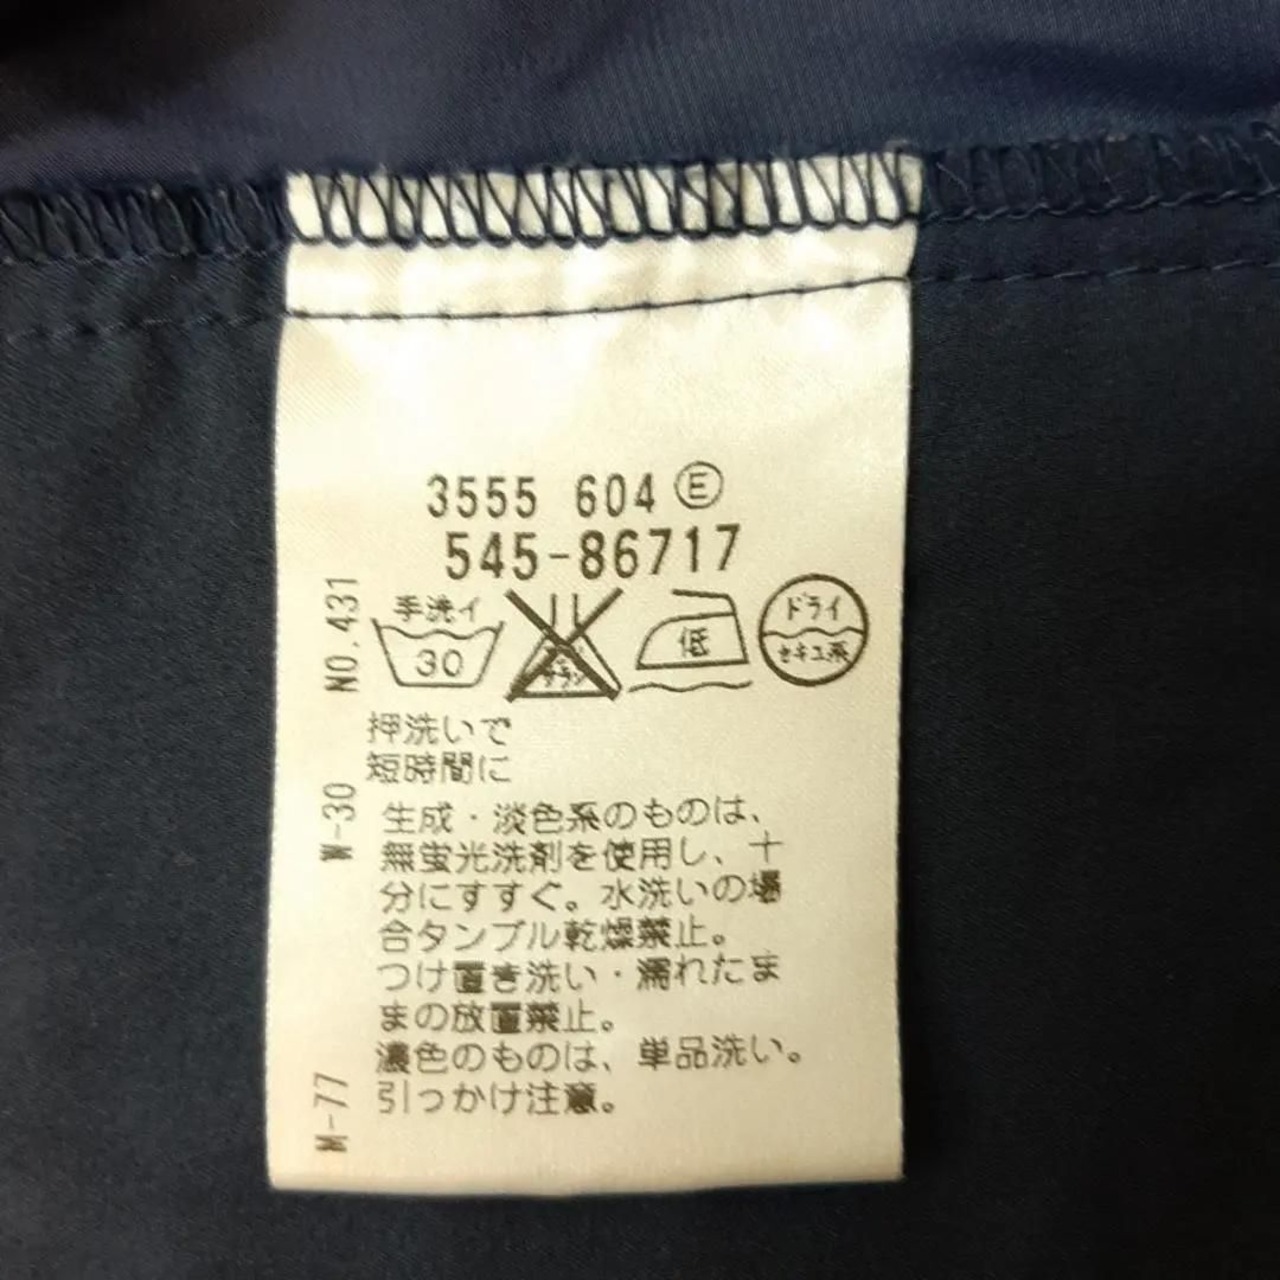 3555 604 Ⓔ
545-86717
手洗イ
30
低
ドライ
セキユ系
押洗いで
短時間に
生成・淡色系のものは、
無蛍光洗剤を使用し、十
分にすすぐ。水洗いの場
合タンブル乾燥禁止。
つけ置き洗い・濡れたま
まの放置禁止。
濃色のものは、単品洗い。
引っかけ注意。
NO.431
W-30
M-77